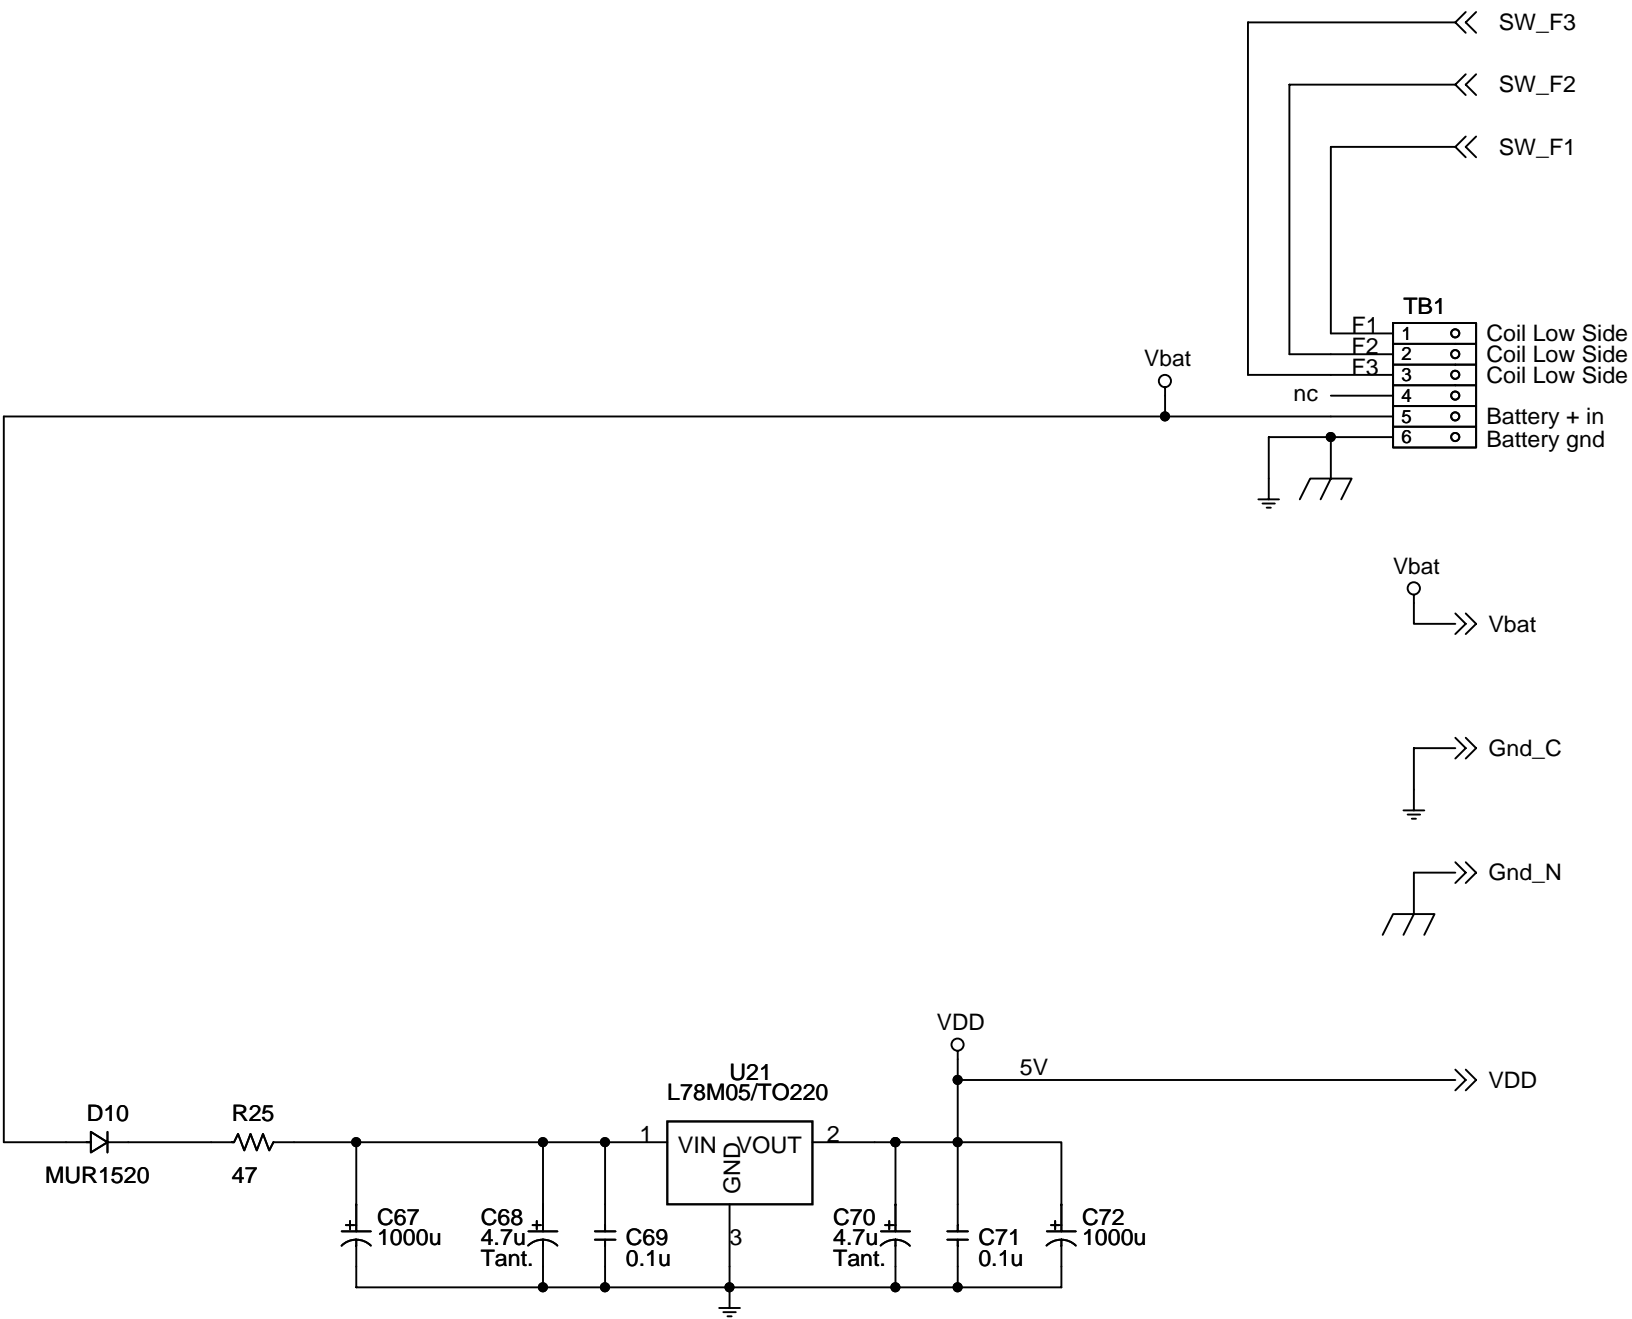 SW_F3
SW_F2
SW_F1
TB1
F1
1
Coil Low Side
F2
2
Coil Low Side
F3
3
Coil Low Side
nc
4
Vbat
5
Battery + in
6
Battery gnd
Vbat
Vbat
Gnd_C
Gnd_N
VDD
5V
VDD
U21
L78M05/TO220
D10
MUR1520
R25
47
1
VIN
VOUT
GND
2
3
C67
1000u
C68
4.7u
Tant.
C69
0.1u
C70
4.7u
Tant.
C71
0.1u
C72
1000u